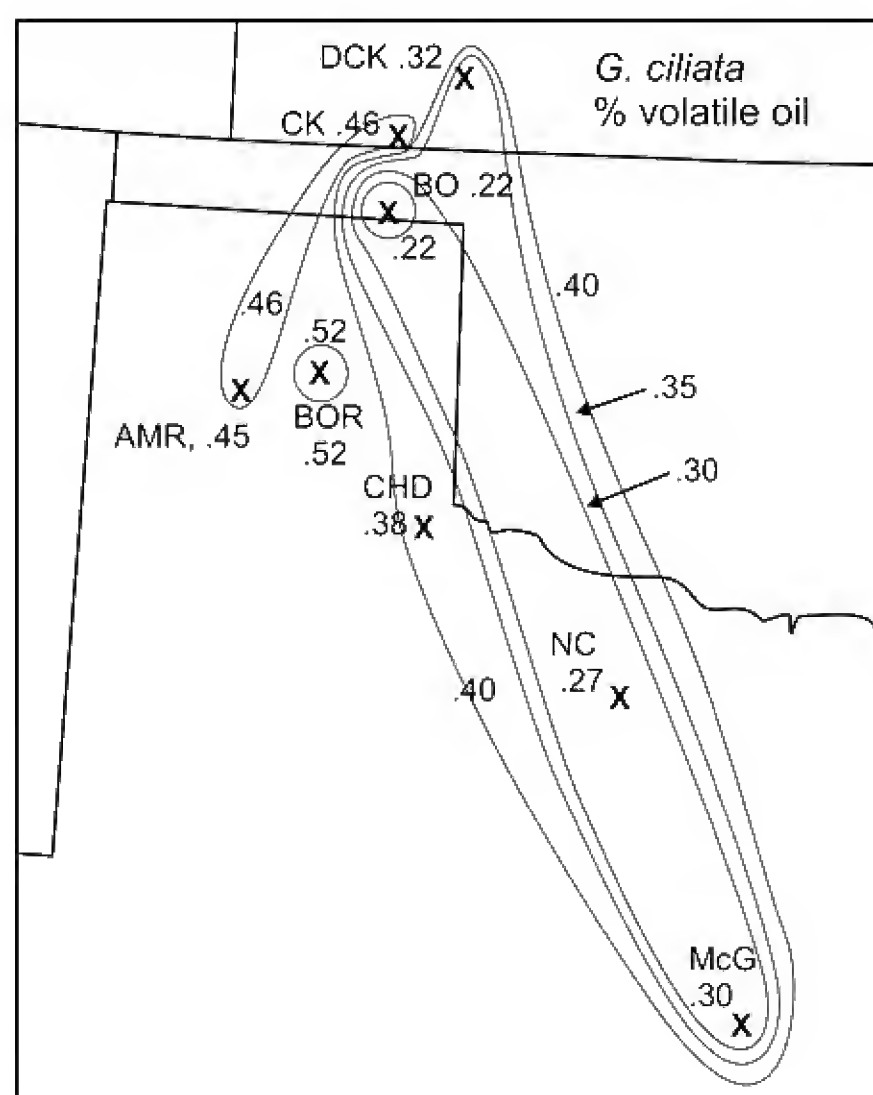 DCK .32
G. ciliata
% volatile oil
CK .46
X
X
BO .22
X
.22
.40
.46
.52
X
X
.35
AMR, .45
BOR
.52
.30
CHD
.38 X
NC
.27 X
.40
McG
.30
X